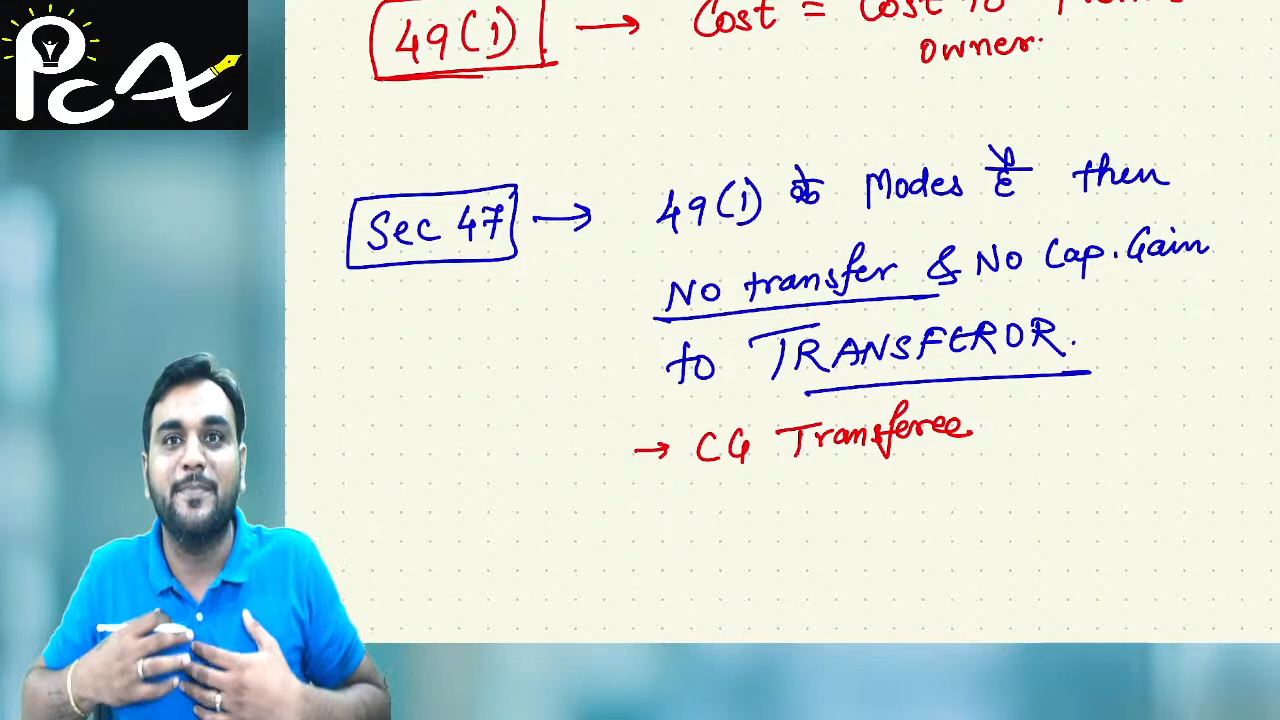 PCA
49(1) → Cost = Cost to
owner.
Sec 47 → 49(1) के Modes है then
No transfer & No Cap. Gain
to TRANSFEROR.
→ CG Transferee